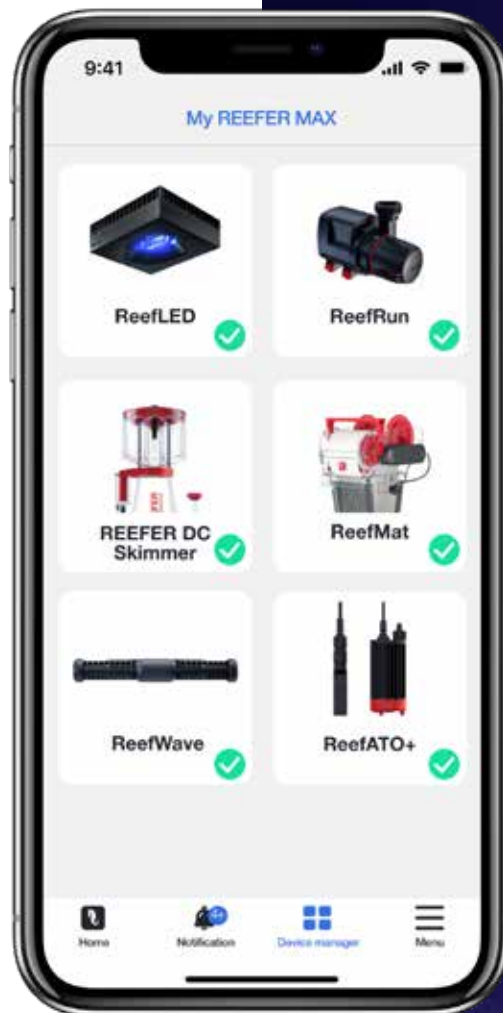 9:41
My REEFER MAX
ReefLED
ReefRun
REEFER DC
Skimmer
ReefMat
ReefWave
ReefATO+
Home
Notification
Device manager
Menu